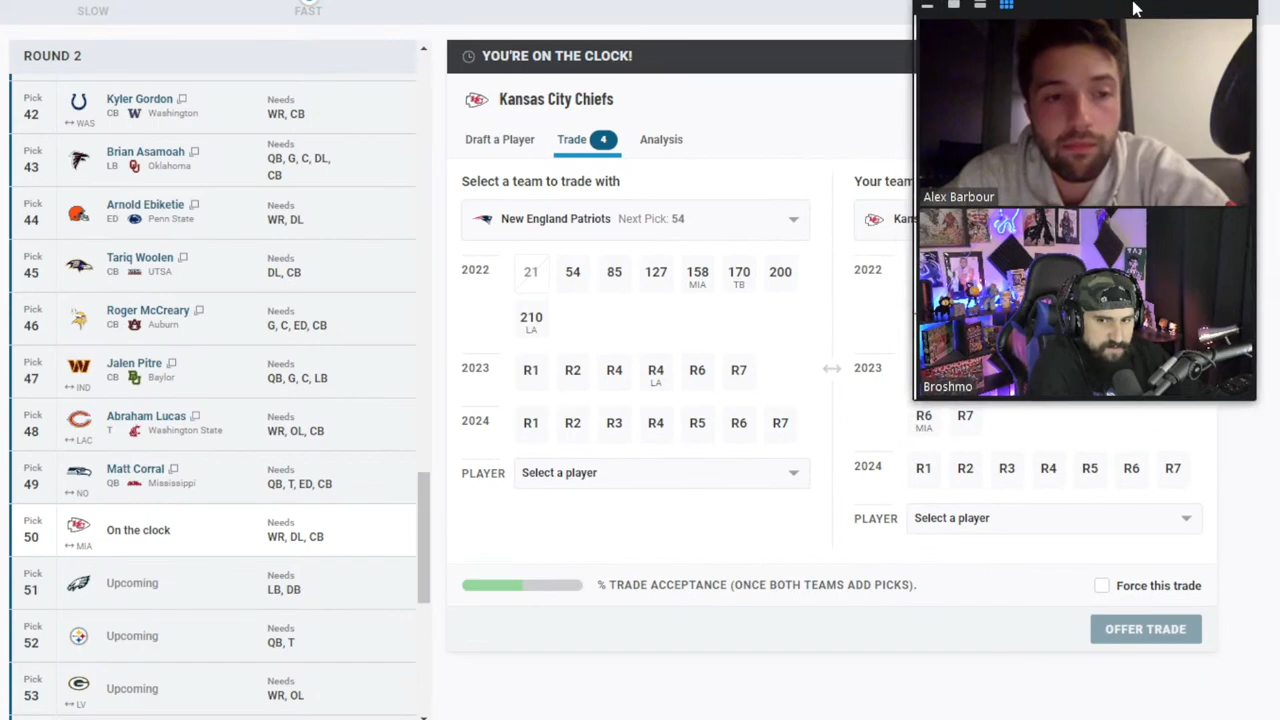 SLOW
FAST
ROUND 2
Pick
42
WAS
Kyler Gordon
CB W Washington
Needs
WR, CB
Pick
43
Brian Asamoah
LB Oklahoma
Needs
QB, G, C, DL,
CB
Pick
44
Arnold Ebiketie
ED Penn State
Needs
WR, DL
Pick
45
Tariq Woolen
CB UTSA
Needs
DL, CB
Pick
46
Roger McCreary
CB Auburn
Needs
G, C, ED, CB
Pick
47
IND
Jalen Pitre
CB Baylor
Needs
QB, G, C, LB
Pick
48
LAC
Abraham Lucas
T Washington State
Needs
WR, OL, CB
Pick
49
NO
Matt Corral
QB Mississippi
Needs
QB, T, ED, CB
Pick
50
MIA
On the clock
Needs
WR, DL, CB
Pick
51
Upcoming
Needs
LB, DB
Pick
52
Upcoming
Needs
QB, T
Pick
53
LV
Upcoming
Needs
WR, OL
YOU'RE ON THE CLOCK!
Kansas City Chiefs
Draft a Player Trade 4 Analysis
Select a team to trade with
New England Patriots Next Pick: 54
2022 21 54 85 127 158 170 200
MIA TB
210
LA
2023 R1 R2 R4 R4 R6 R7
LA
2024 R1 R2 R3 R4 R5 R6 R7
PLAYER Select a player
Your team
Kans
2022
2023
R6 R7
MIA
2024 R1 R2 R3 R4 R5 R6 R7
PLAYER Select a player
% TRADE ACCEPTANCE (ONCE BOTH TEAMS ADD PICKS).
Force this trade
OFFER TRADE
Alex Barbour
Broshmo